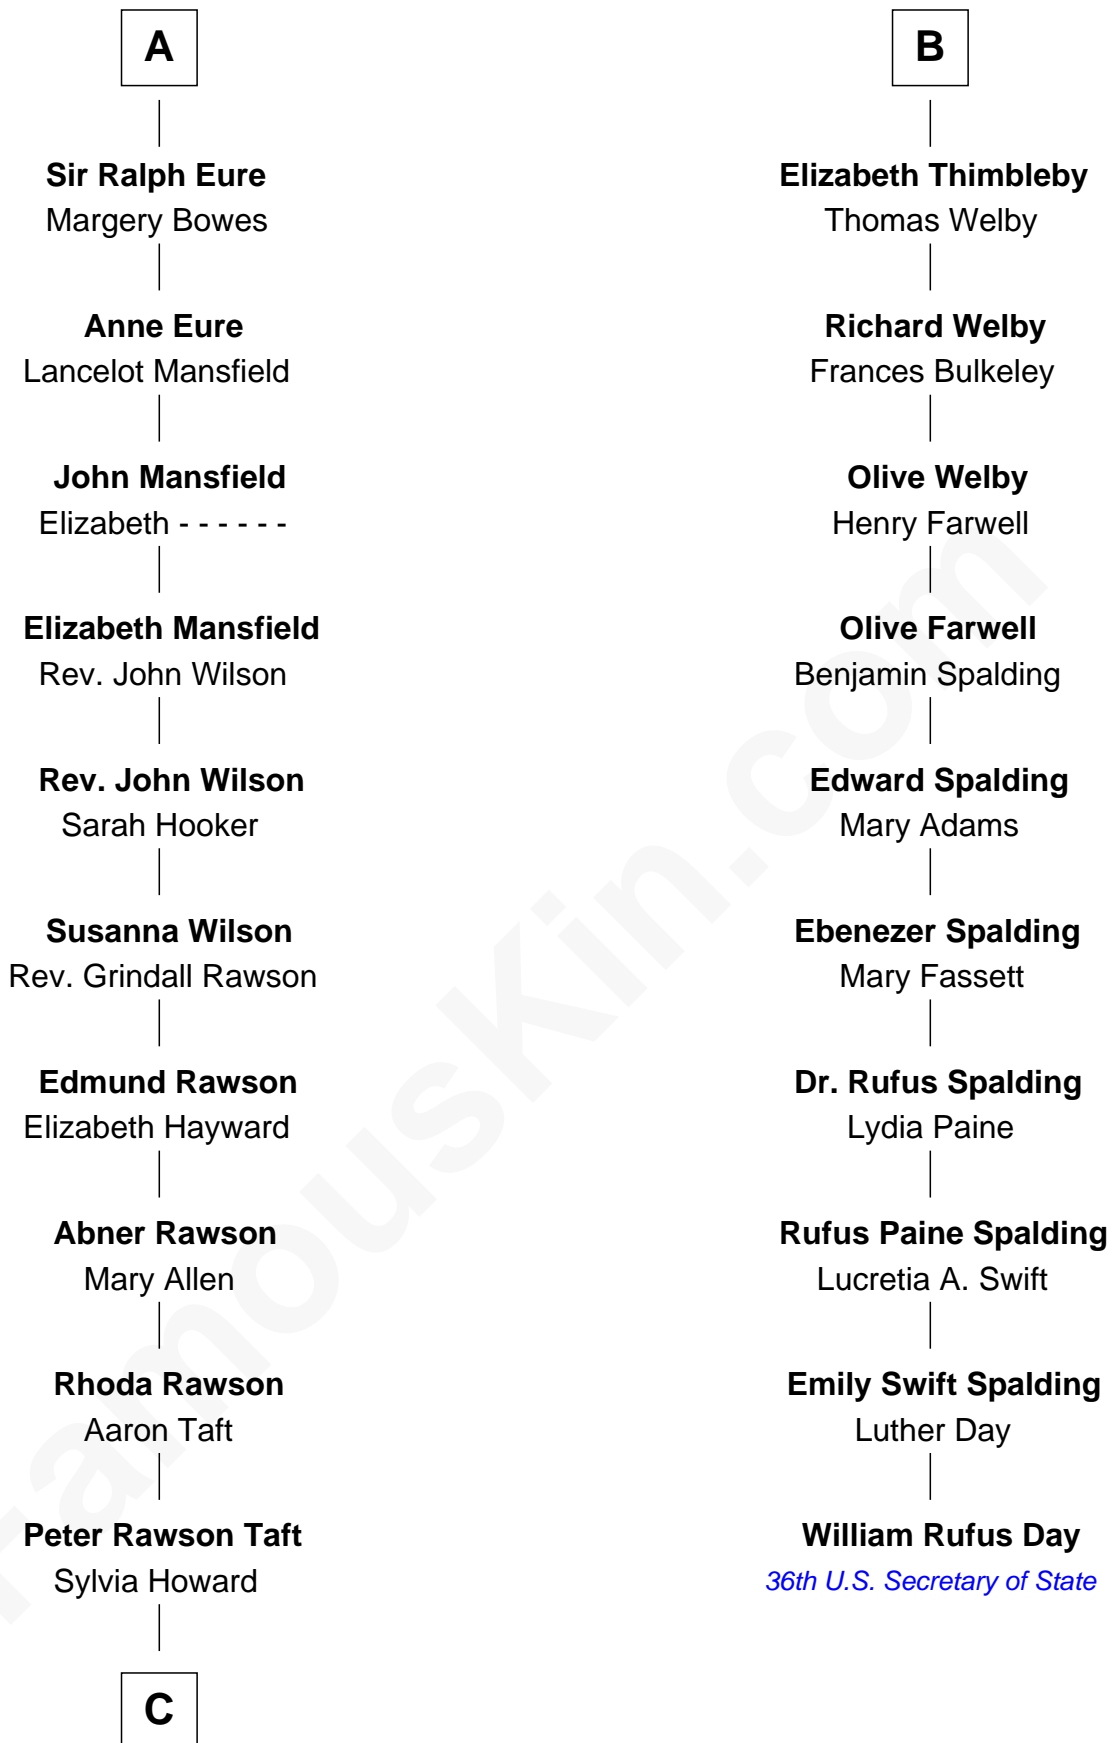 A
Sir Ralph Eure
Margery Bowes
Anne Eure
Lancelot Mansfield
John Mansfield
Elizabeth - - - - - -
Elizabeth Mansfield
Rev. John Wilson
Rev. John Wilson
Sarah Hooker
Susanna Wilson
Rev. Grindall Rawson
Edmund Rawson
Elizabeth Hayward
Abner Rawson
Mary Allen
Rhoda Rawson
Aaron Taft
Peter Rawson Taft
Sylvia Howard
C
B
Elizabeth Thimbleby
Thomas Welby
Richard Welby
Frances Bulkeley
Olive Welby
Henry Farwell
Olive Farwell
Benjamin Spalding
Edward Spalding
Mary Adams
Ebenezer Spalding
Mary Fassett
Dr. Rufus Spalding
Lydia Paine
Rufus Paine Spalding
Lucretia A. Swift
Emily Swift Spalding
Luther Day
William Rufus Day
36th U.S. Secretary of State
FamousKin.com